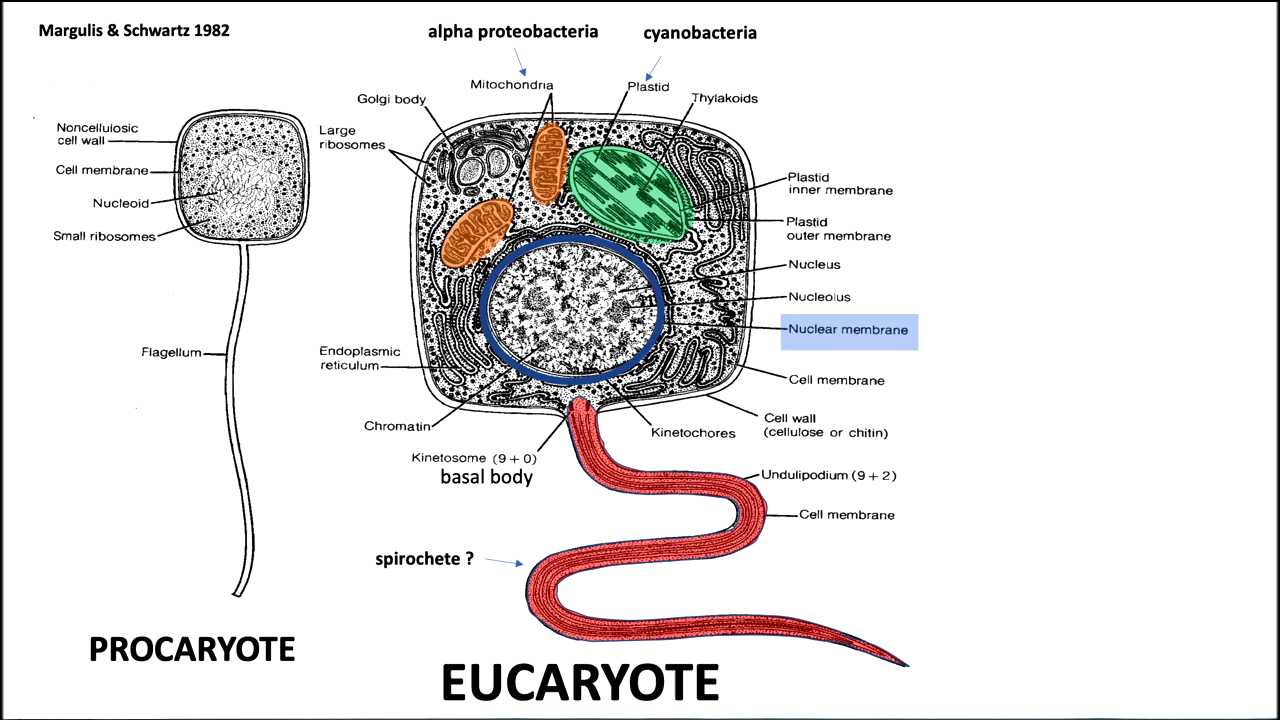 Margulis & Schwartz 1982
alpha proteobacteria
cyanobacteria
Mitochondria
Plastid
Golgi body
Thylakoids
Noncellulosic
cell wall
Large
ribosomes
Cell membrane
Plastid
inner membrane
Nucleoid
Plastid
outer membrane
Small ribosomes
Nucleus
Nucleolus
Nuclear membrane
Flagellum
Endoplasmic
reticulum
Cell membrane
Chromatin
Kinetochores
Cell wall
(cellulose or chitin)
Kinetosome (9 + 0)
basal body
Undulipodium (9 + 2)
Cell membrane
spirochete ?
PROCARYOTE
EUCARYOTE